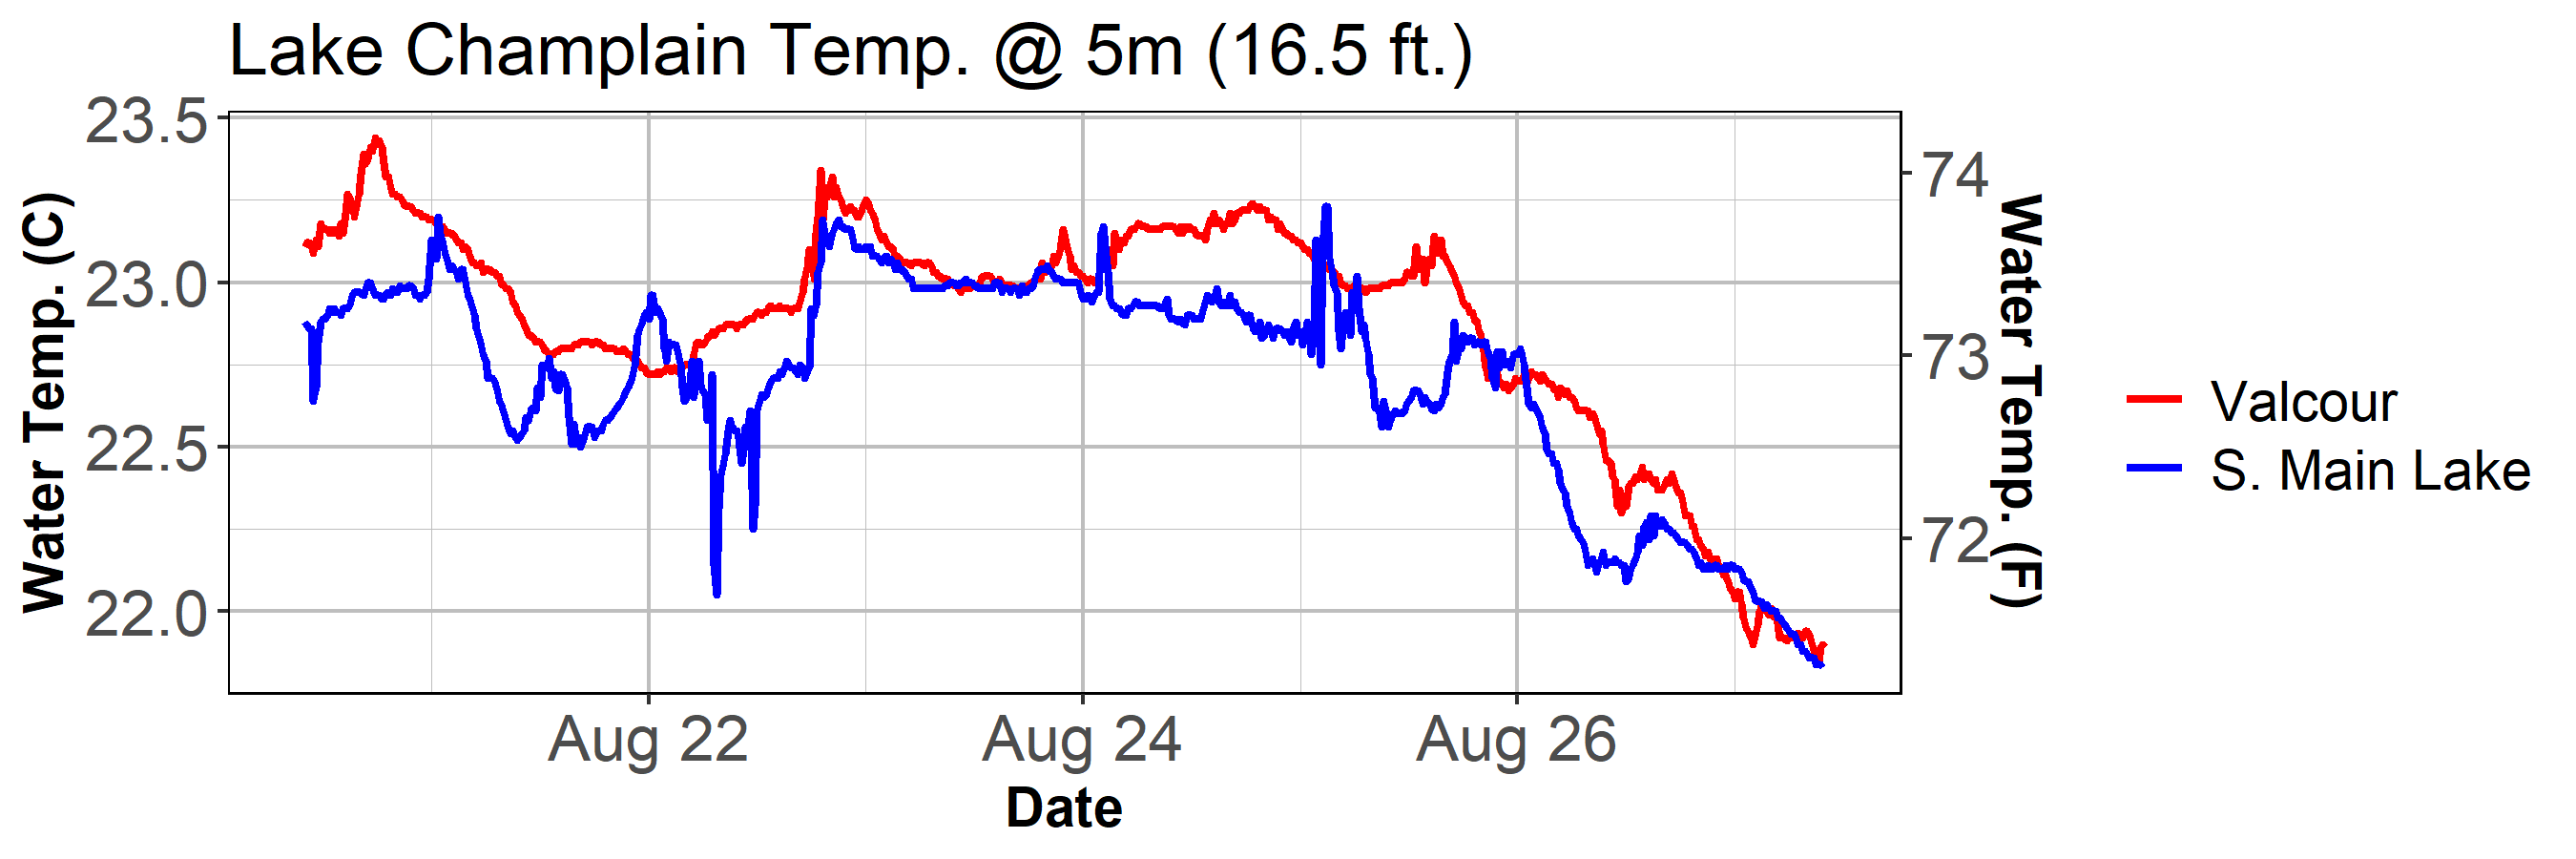 Lake Champlain Temp. @ 5m (16.5 ft.)
Water Temp. (C)
23.5
23.0
22.5
22.0
74
73
72
Water Temp. (F)
Aug 22
Aug 24
Aug 26
Date
Valcour
S. Main Lake